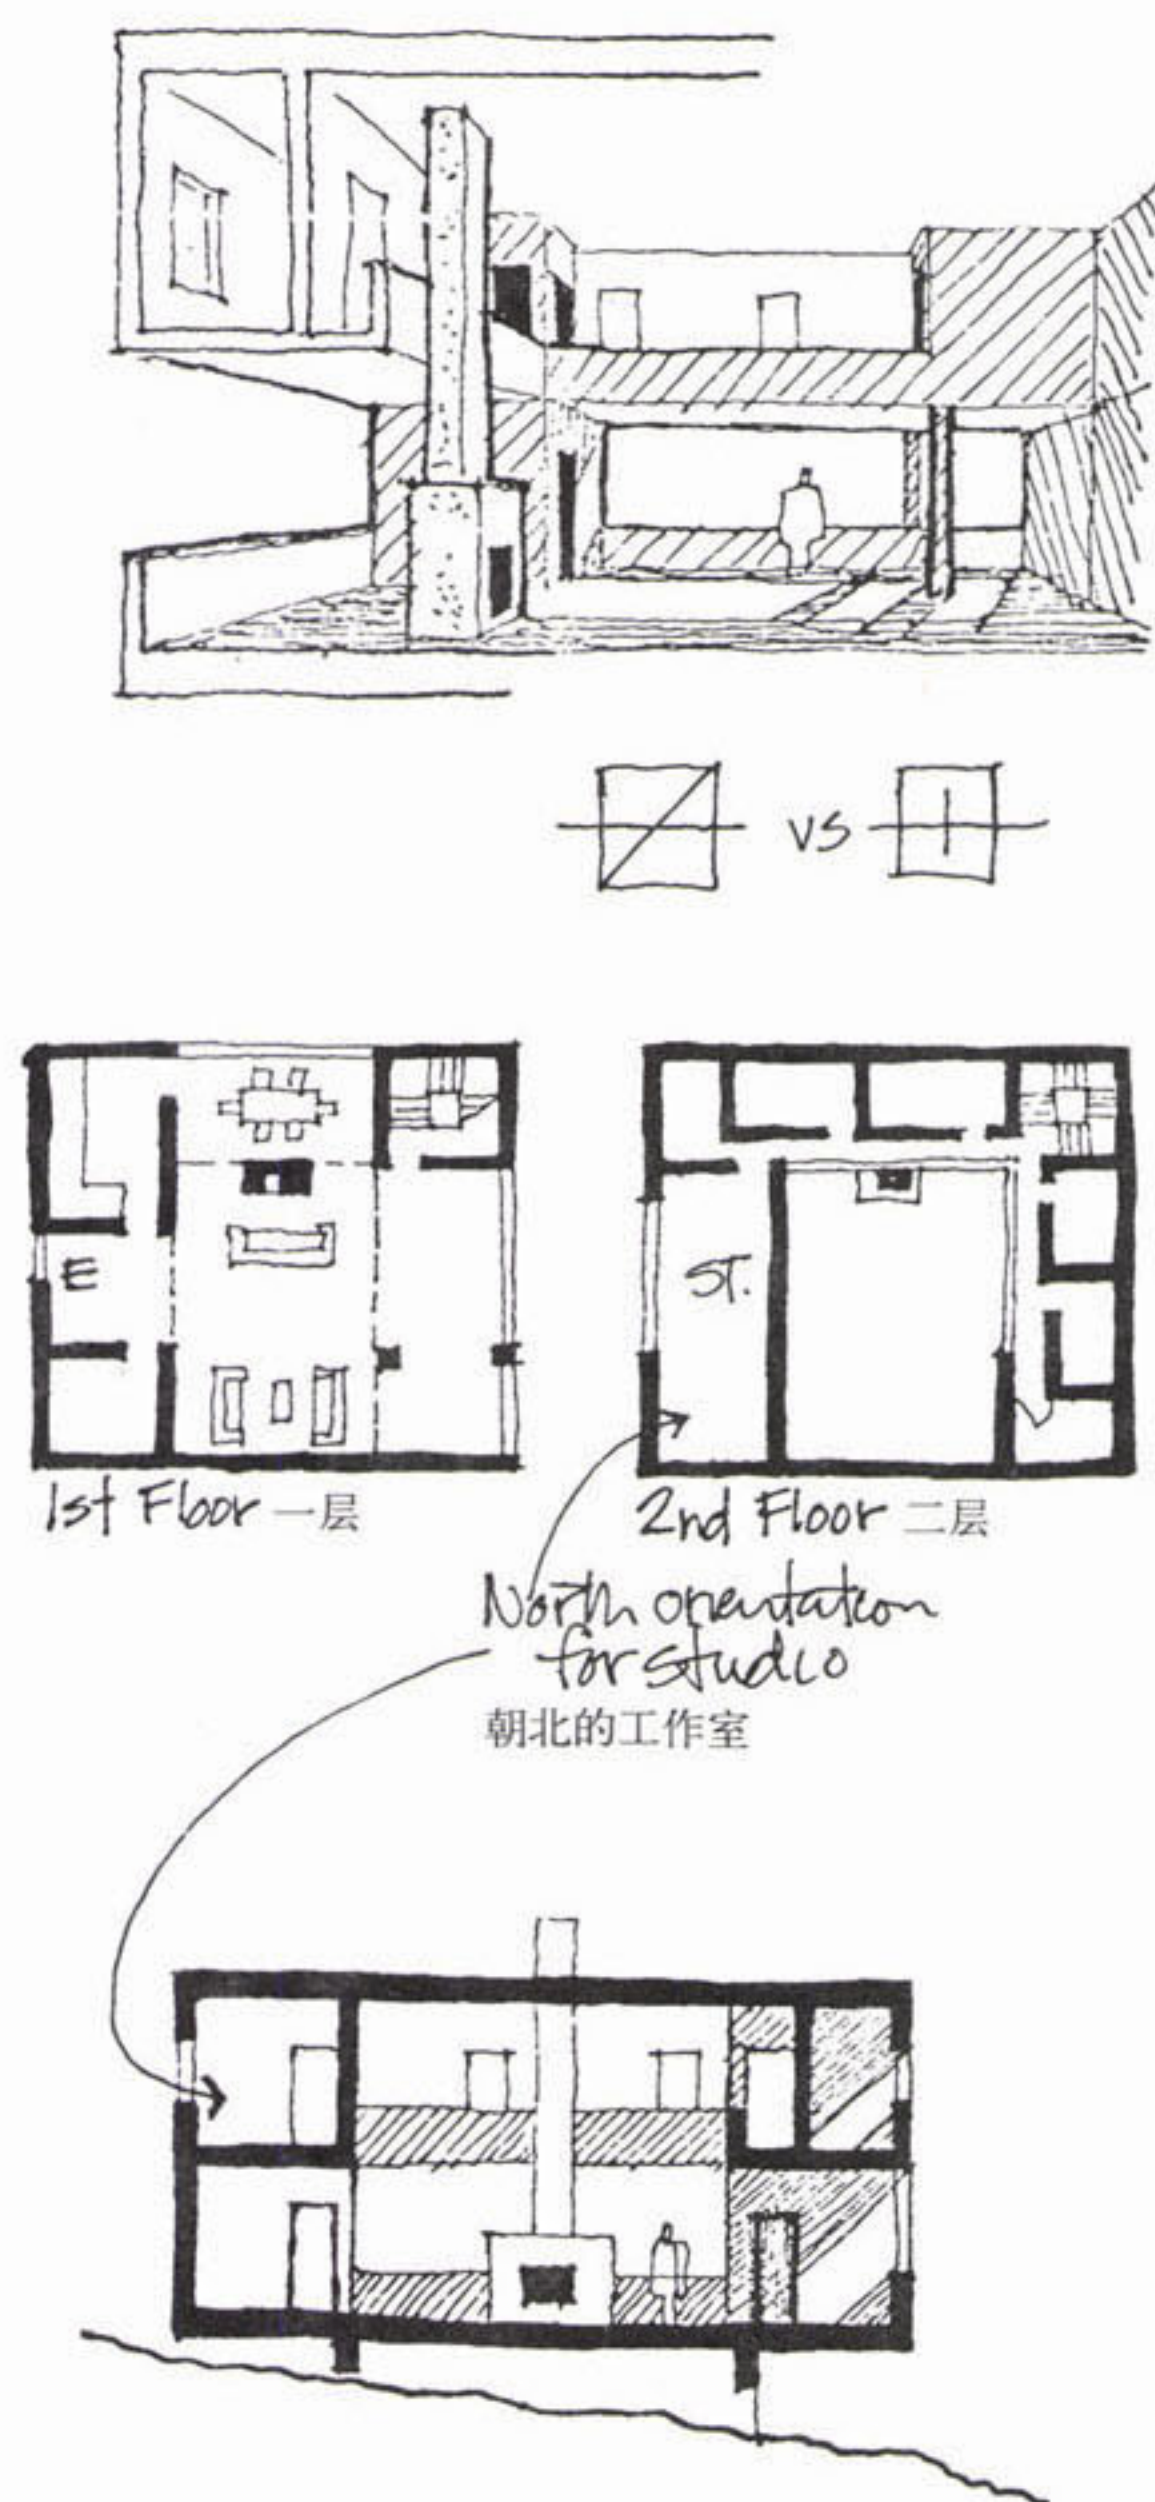 VS
E
ST.
1st Floor 一层
2nd Floor 二层
North orientation
for studio
朝北的工作室